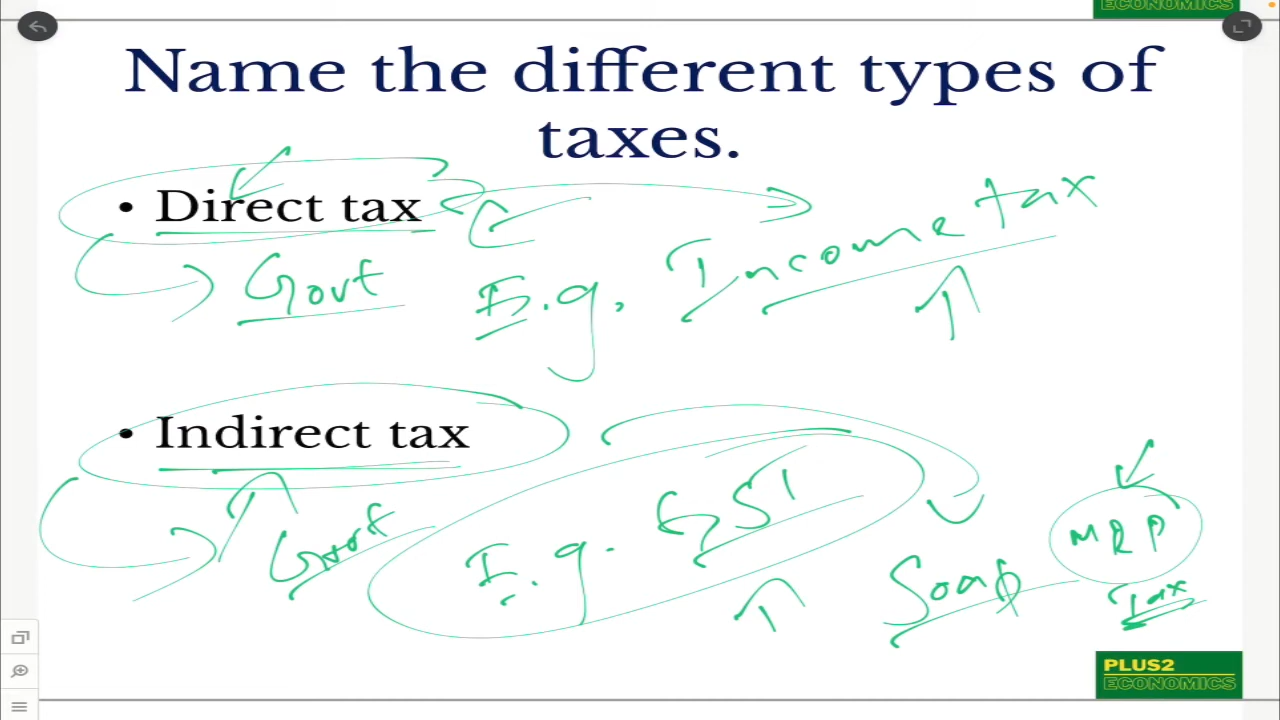 ECONOMICS
Name the different types of
taxes.
• Direct tax
Govt E.g. Income tax
• Indirect tax
Govt E.g. GST
Soap MRP
Tax
PLUS2
ECONOMICS